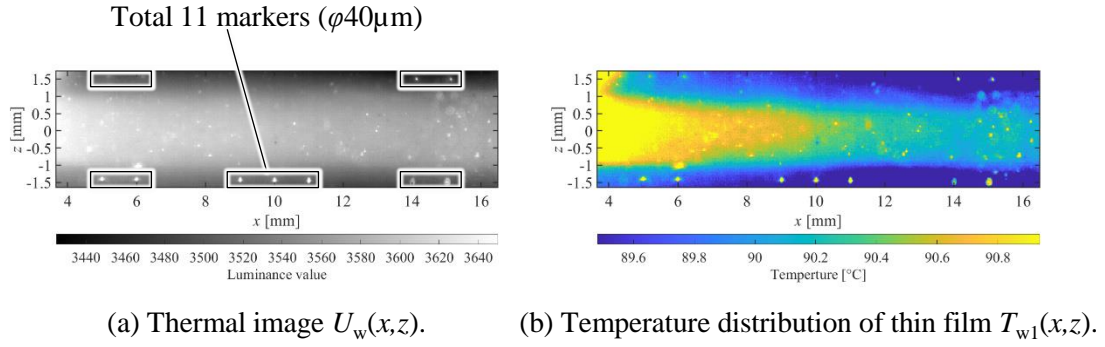 Total 11 markers (φ40μm)
1.5
1
0.5
0
-0.5
-1
-1.5
z [mm]
4 6 8 10 12 14 16
x [mm]
3440 3460 3480 3500 3520 3540 3560 3580 3600 3620 3640
Luminance value
(a) Thermal image Uw(x,z).
1.5
1
0.5
0
-0.5
-1
-1.5
z [mm]
4 6 8 10 12 14 16
x [mm]
89.6 89.8 90 90.2 90.4 90.6 90.8
Temperture [°C]
(b) Temperature distribution of thin film Tw1(x,z).